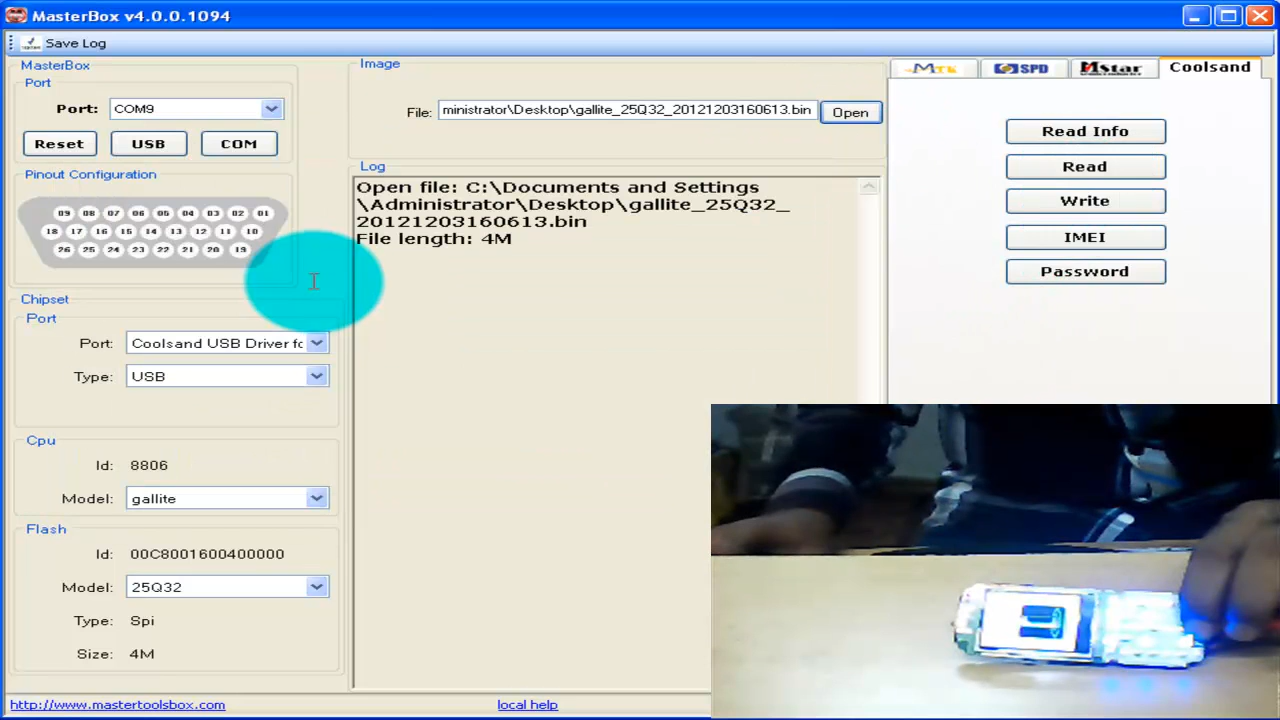 MasterBox v4.0.0.1094
Save Log
MasterBox
Port
Port: COM9
Reset USB COM
Pinout Configuration
09 08 07 06 05 04 03 02 01
18 17 16 15 14 13 12 11 10
26 25 24 23 22 21 20 19
Chipset
Port
Port: Coolsand USB Driver fo
Type: USB
Cpu
Id: 8806
Model: gallite
Flash
Id: 00C8001600400000
Model: 25Q32
Type: Spi
Size: 4M
http://www.mastertoolsbox.com
Image
File: ministrator\Desktop\gallite_25Q32_20121203160613.bin Open
Log
Open file: C:\Documents and Settings
\Administrator\Desktop\gallite_25Q32_
20121203160613.bin
File length: 4M
local help
MTK SPD Mstar Coolsand
Read Info
Read
Write
IMEI
Password